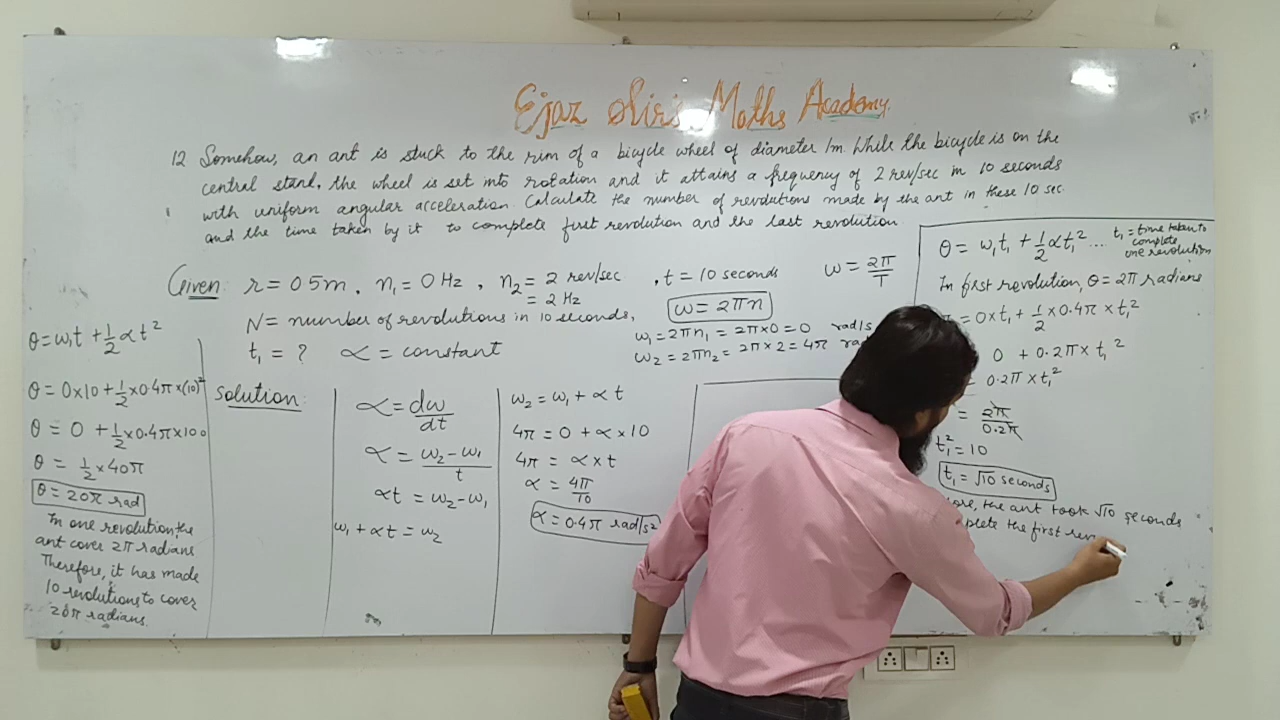 Ejaz Sir's Maths Academy.
12 Somehow, an ant is stuck to the rim of a bicycle wheel of diameter 1m. While the bicycle is on the
central stand, the wheel is set into rotation and it attains a frequency of 2 rev/sec in 10 seconds
with uniform angular acceleration. Calculate the number of revolutions made by the ant in these 10 sec.
and the time taken by it to complete first revolution and the last revolution
Given: r = 0.5m, n₁ = 0 Hz, n₂ = 2 rev/sec
= 2 Hz
, t = 10 seconds
ω = 2π/T
N = number of revolutions in 10 seconds,
t₁ = ? α = constant
ω = 2πn
ω₁ = 2πn₁ = 2π×0 = 0 rad/s
ω₂ = 2πn₂ = 2π×2 = 4π rad
θ = ω₁t + 1/2 αt²
θ = 0×10 + 1/2 × 0.4π × (10)²
θ = 0 + 1/2 × 0.4π × 100
θ = 1/2 × 40π
θ = 20π rad
In one revolution, the
ant cover 2π radians
Therefore, it has made
10 revolutions to cover
20π radians.
Solution:
α = dω/dt
α = ω₂ - ω₁/t
αt = ω₂ - ω₁
ω₁ + αt = ω₂
ω₂ = ω₁ + αt
4π = 0 + α × 10
4π = α × t
α = 4π/10
α = 0.4π rad/s²
θ = ω₁t₁ + 1/2 αt₁² ....
t₁ = time taken to
complete
one revolution
In first revolution, θ = 2π radians
= 0×t₁ + 1/2 × 0.4π × t₁²
0 + 0.2π × t₁²
= 0.2π × t₁²
= 2π/0.2π
t₁² = 10
t₁ = √10 seconds
, the ant took √10 seconds
the first rev